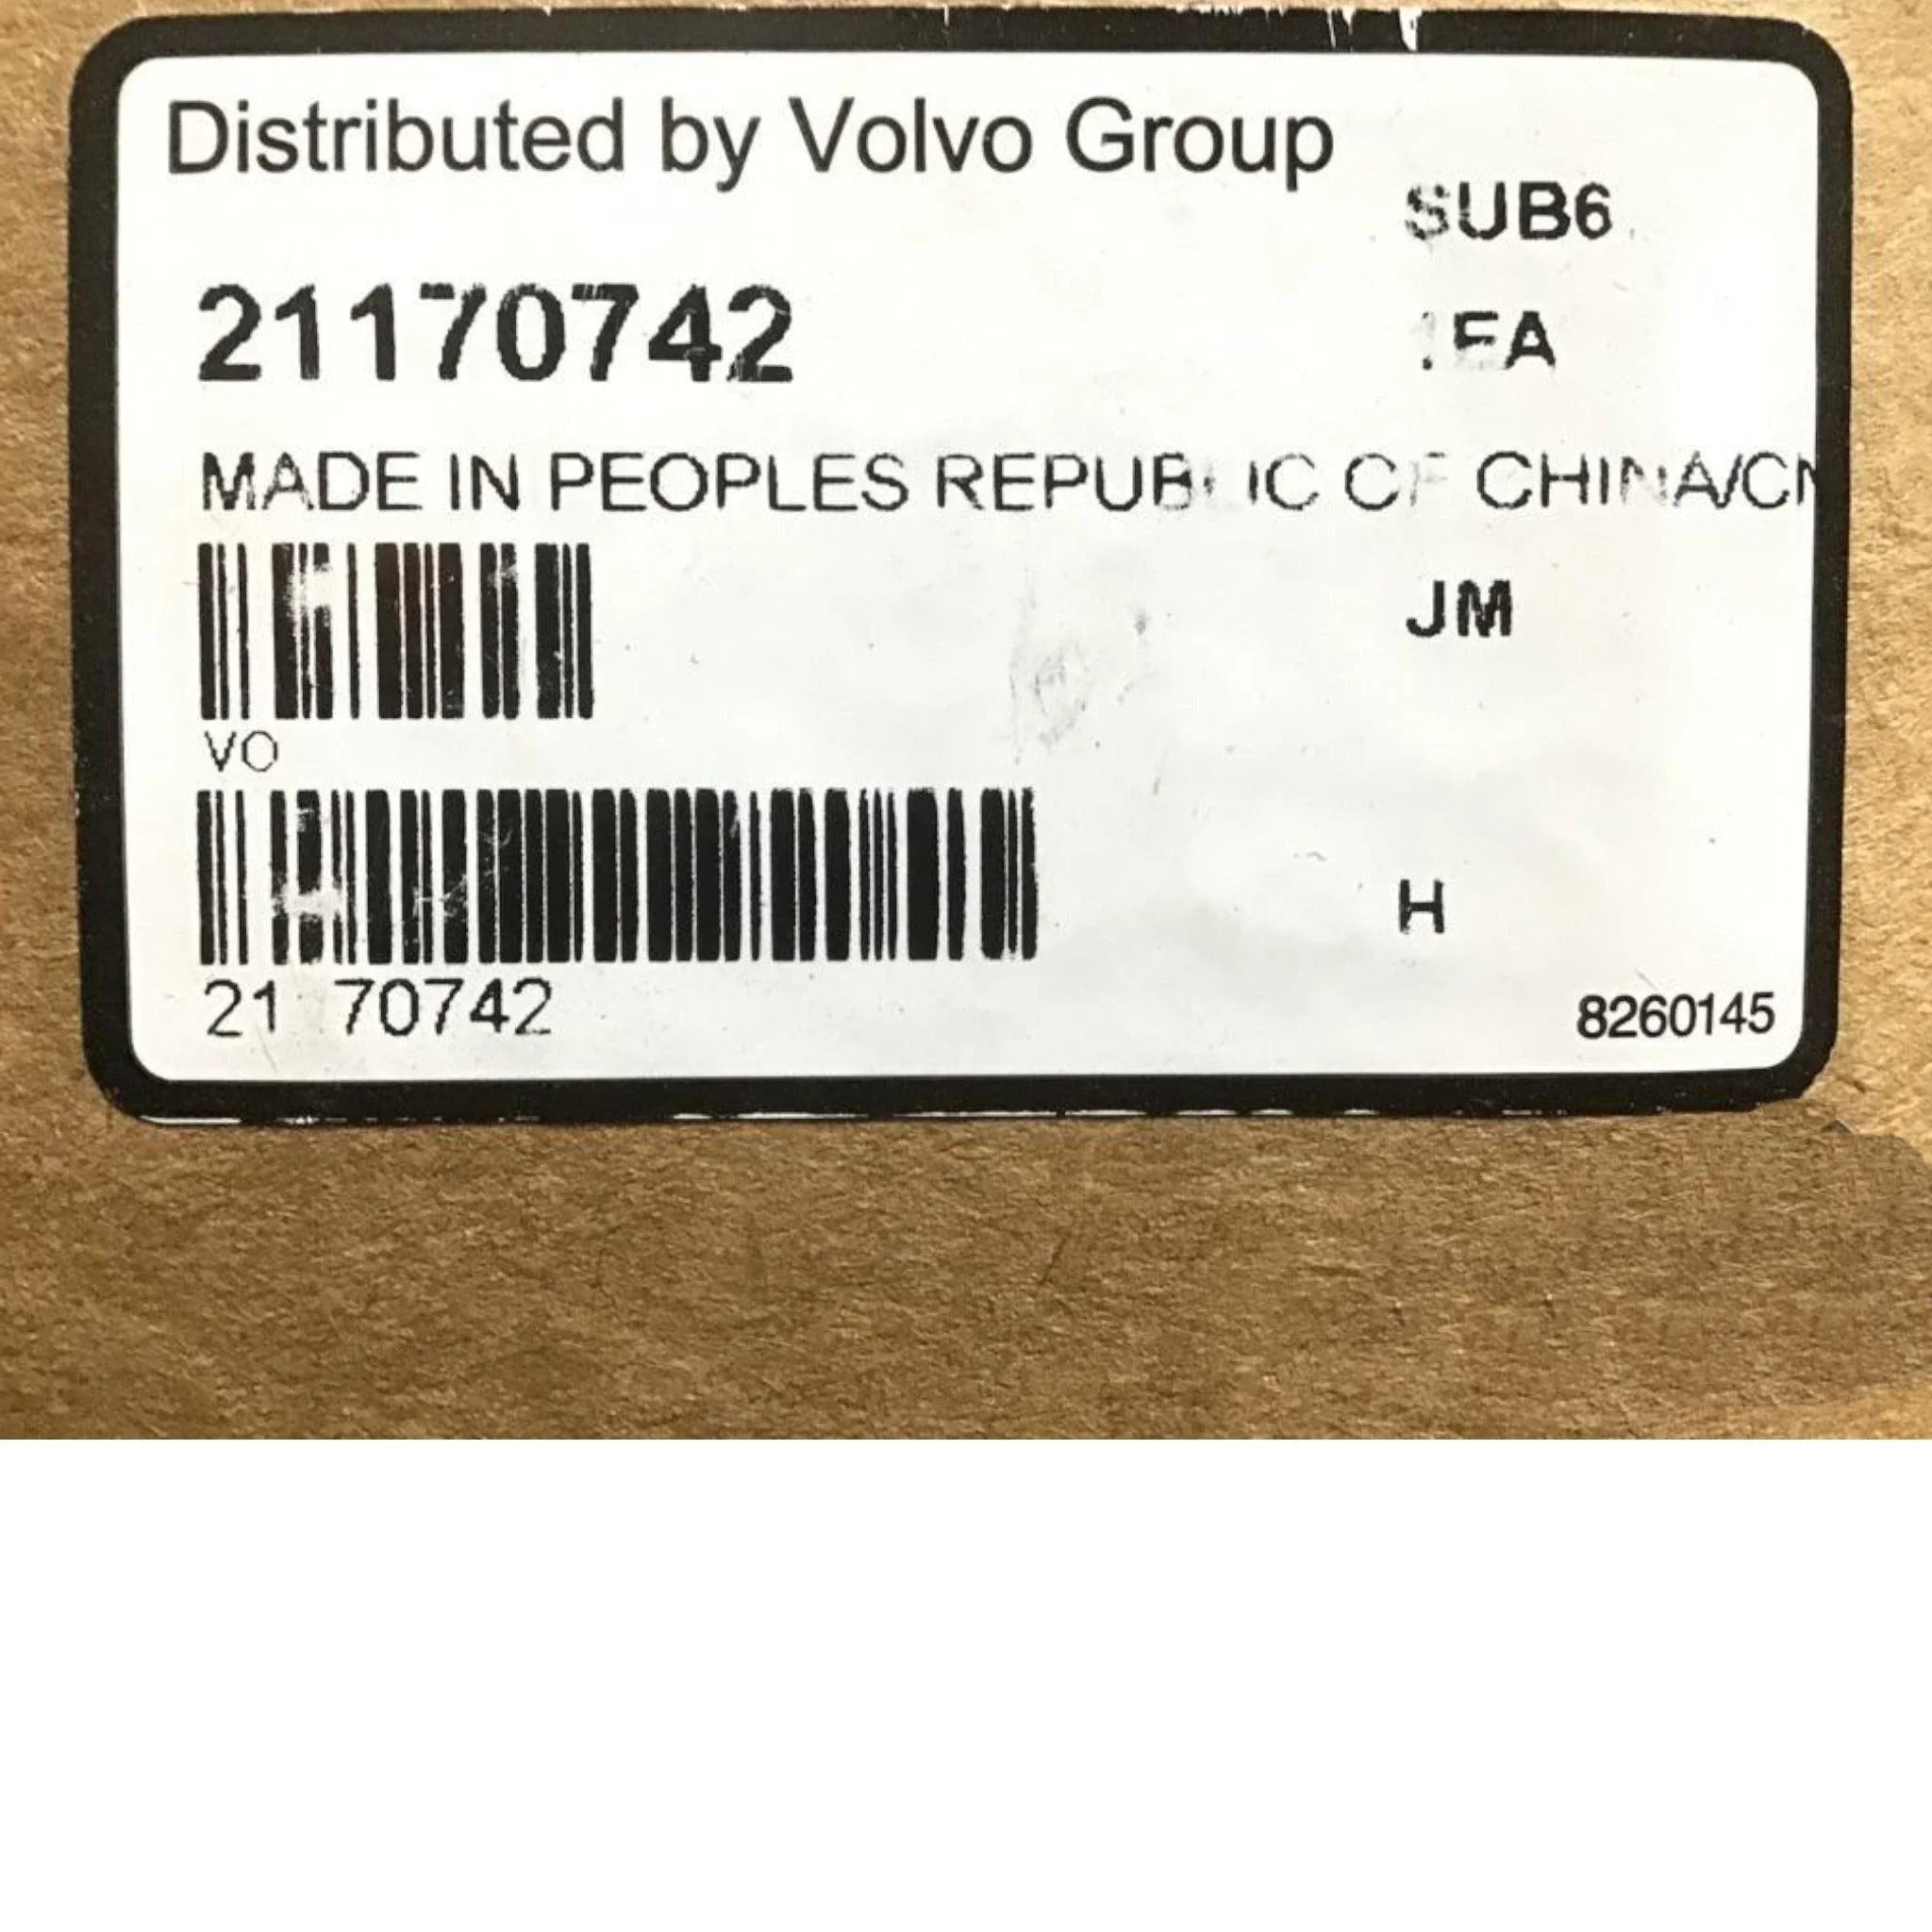 Distributed by Volvo Group
SUB6
21170742
1EA
MADE IN PEOPLES REPUBLIC OF CHINA/CN
JM
VO
H
21 70742
8260145